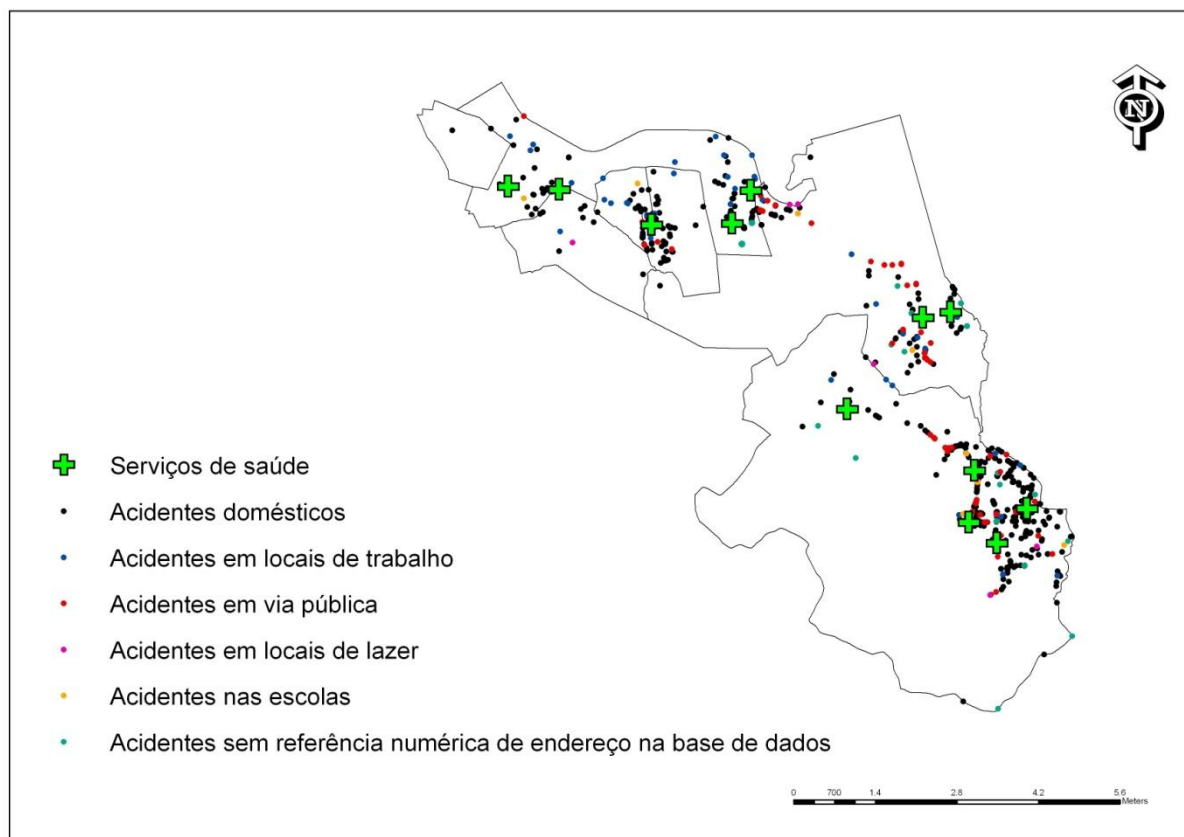 N
Serviços de saúde
Acidentes domésticos
Acidentes em locais de trabalho
Acidentes em via pública
Acidentes em locais de lazer
Acidentes nas escolas
Acidentes sem referência numérica de endereço na base de dados
0 700 1.4 2.8 4.2 5.6
Meters